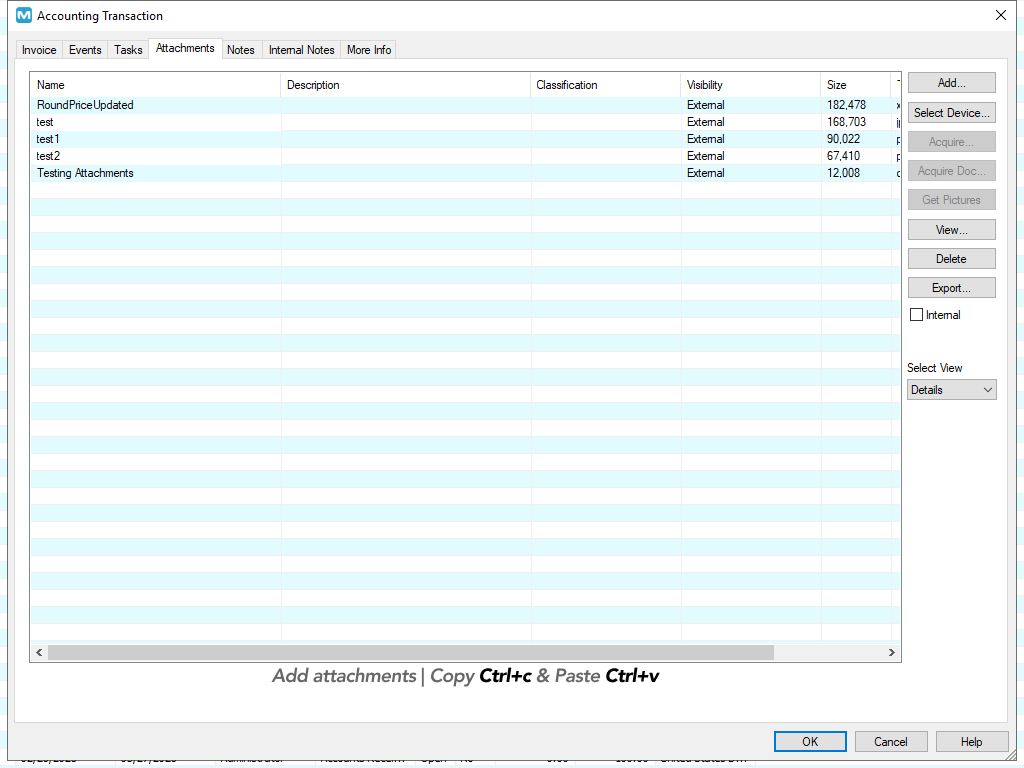 Accounting Transaction
Invoice Events Tasks Attachments Notes Internal Notes More Info
Name Description Classification Visibility Size
RoundPriceUpdated External 182,478
test External 168,703
test1 External 90,022
test2 External 67,410
Testing Attachments External 12,008
Add...
Select Device...
Acquire...
Acquire Doc...
Get Pictures
View...
Delete
Export...
Internal
Select View
Details
Add attachments | Copy Ctrl+c & Paste Ctrl+v
OK Cancel Help